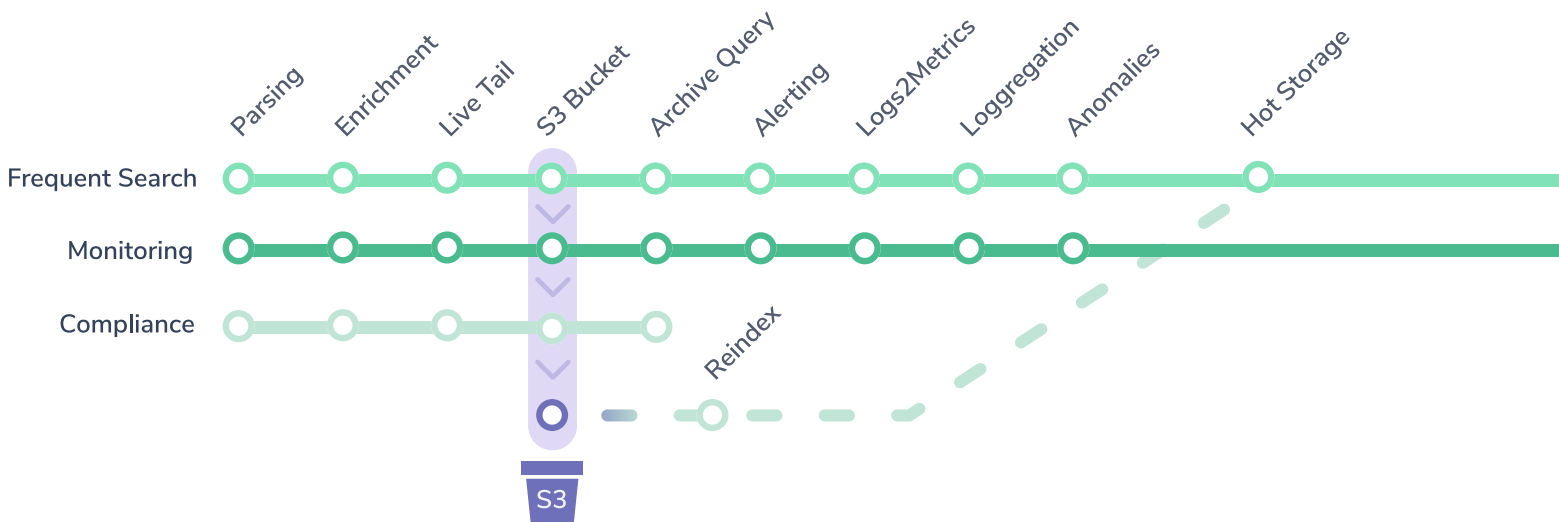 Parsing
Enrichment
Live Tail
S3 Bucket
Archive Query
Alerting
Logs2Metrics
Loggregation
Anomalies
Hot Storage
Frequent Search
Monitoring
Compliance
Reindex
S3